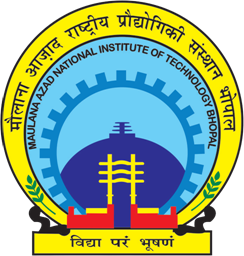 मौलाना आज़ाद राष्ट्रीय प्रौद्योगिकी संस्थान भोपाल
MAULANA AZAD NATIONAL INSTITUTE OF TECHNOLOGY BHOPAL
विद्या परं भूषणं